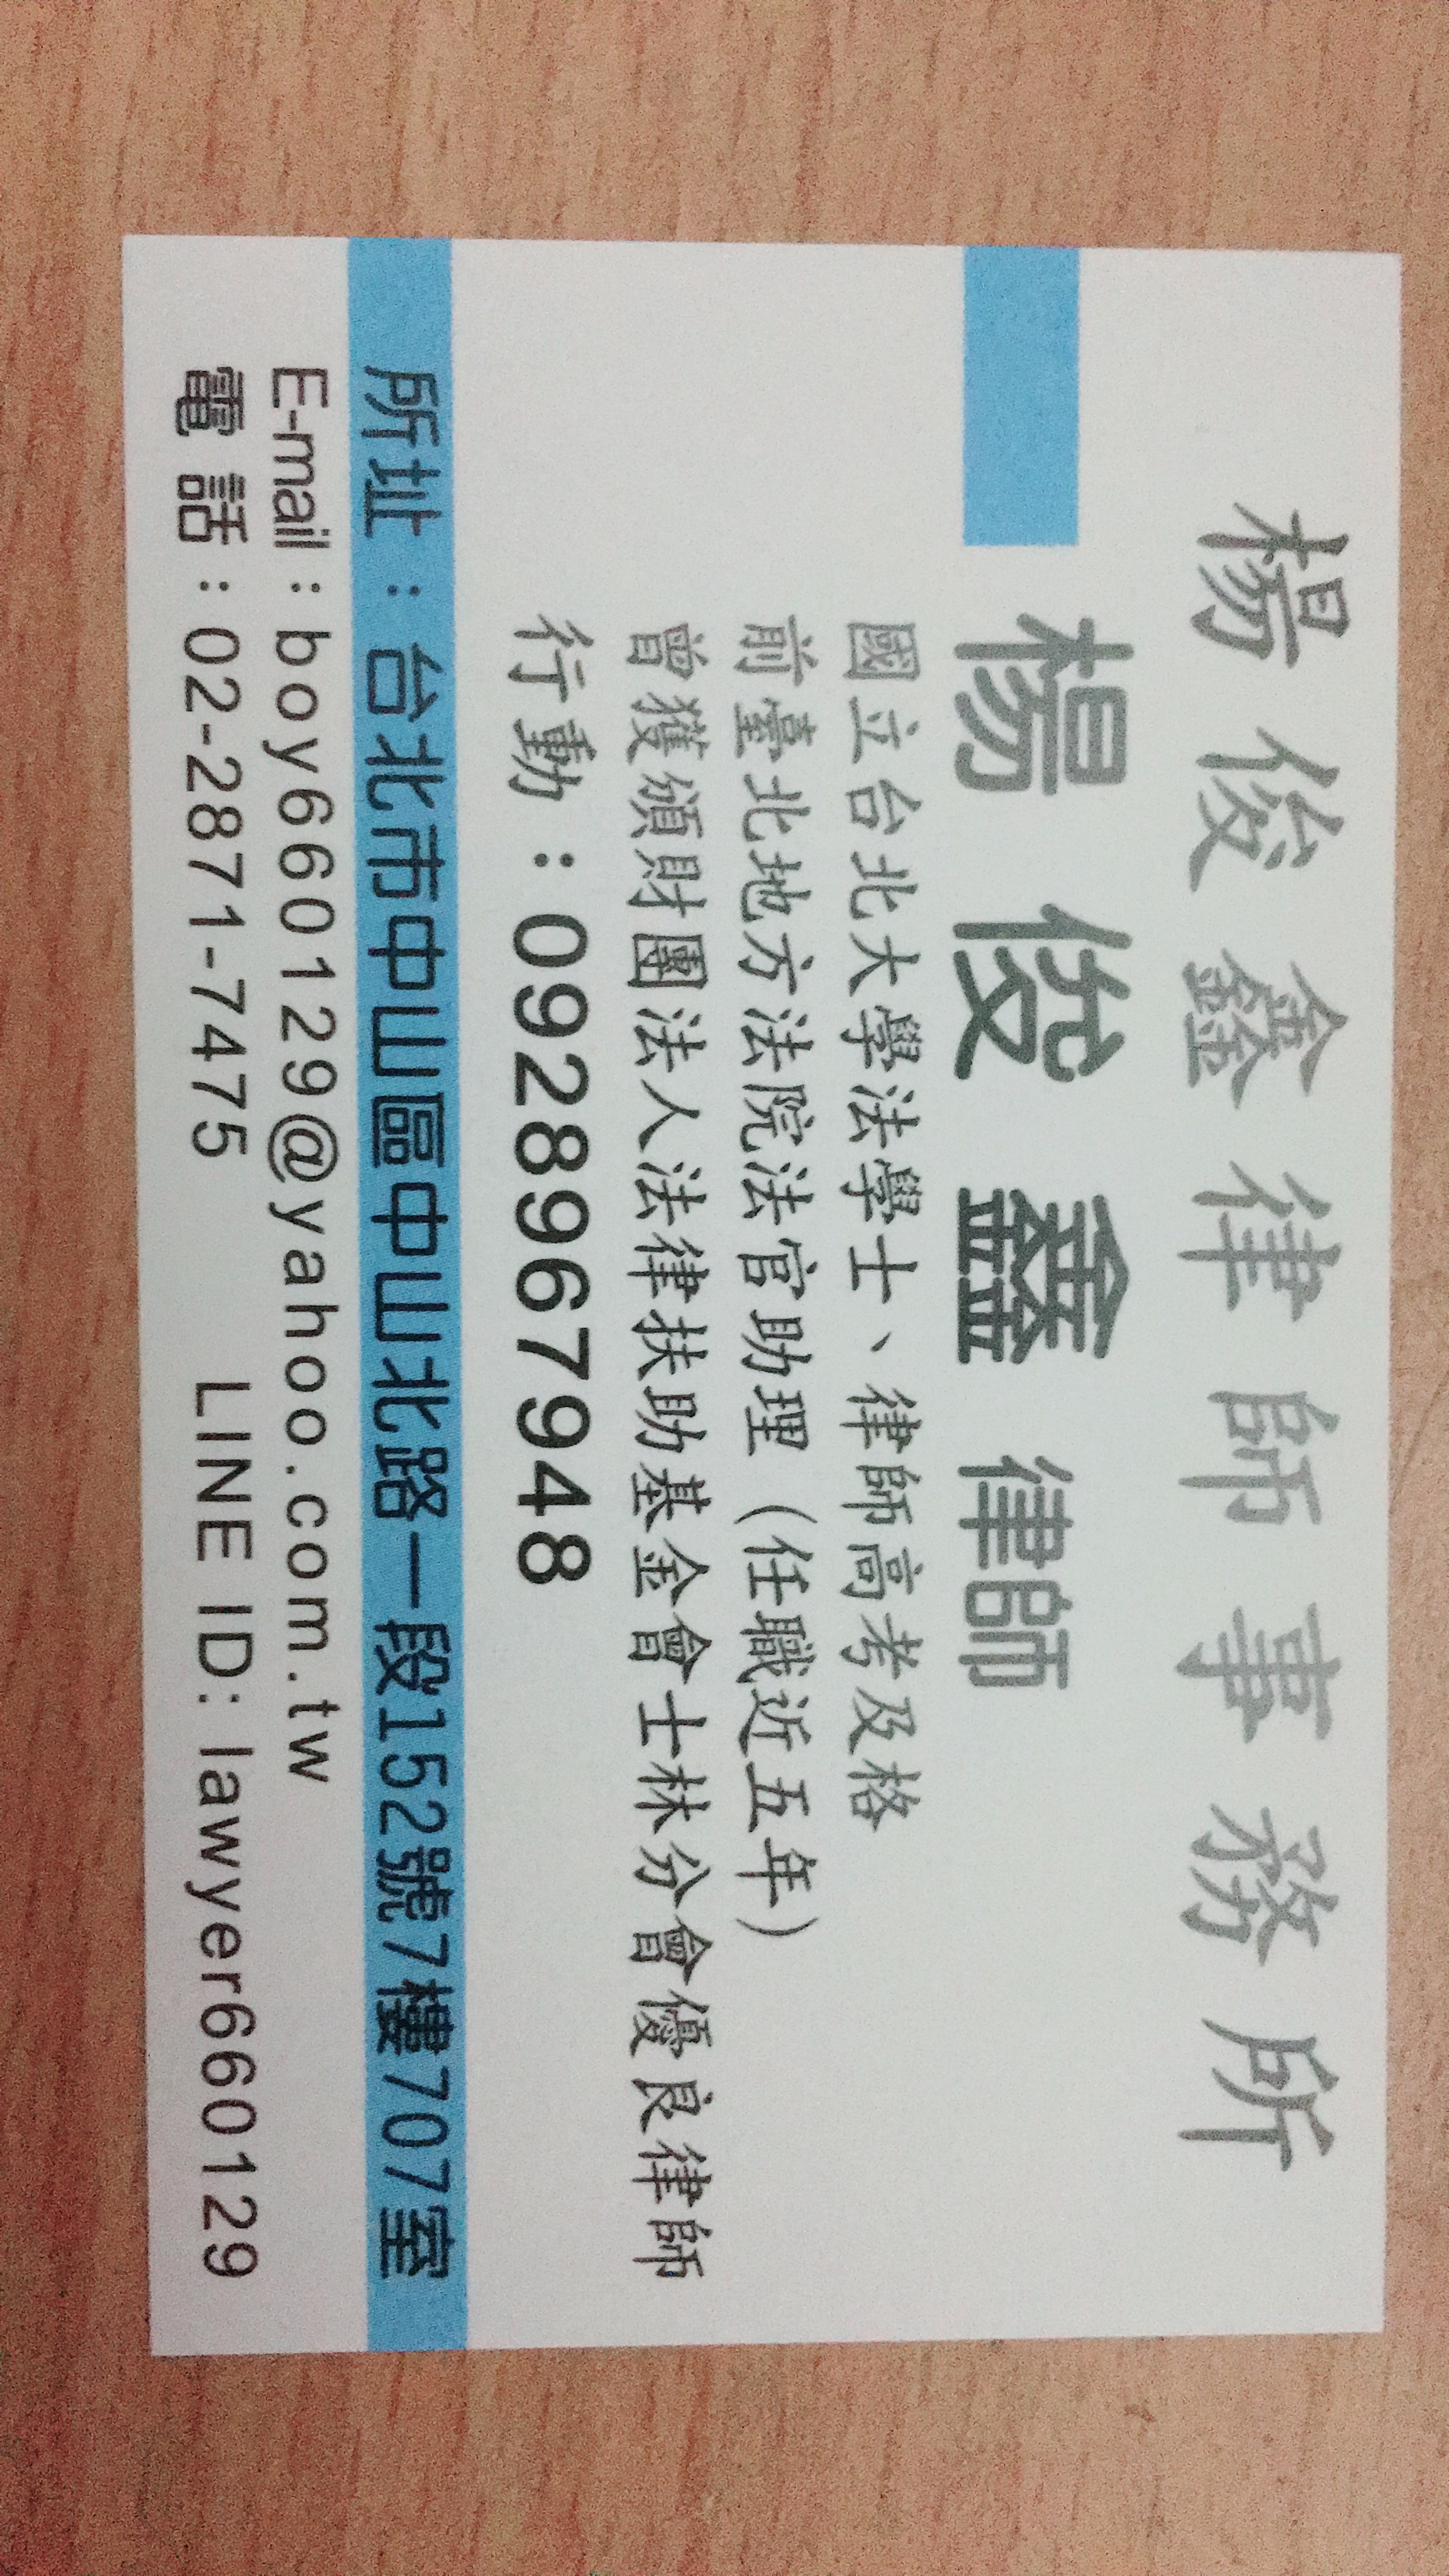 楊俊鑫律師事務所
楊俊鑫 律師
國立台北大學法學士、律師高考及格
前臺北地方法院法官助理（任職近五年）
曾獲頒財團法人法律扶助基金會士林分會優良律師
行動：0928967948
所址：台北市中山區中山北路一段152號7樓707室
E-mail：boy660129@yahoo.com.tw
電話：02-2871-7475 LINE ID: lawyer660129